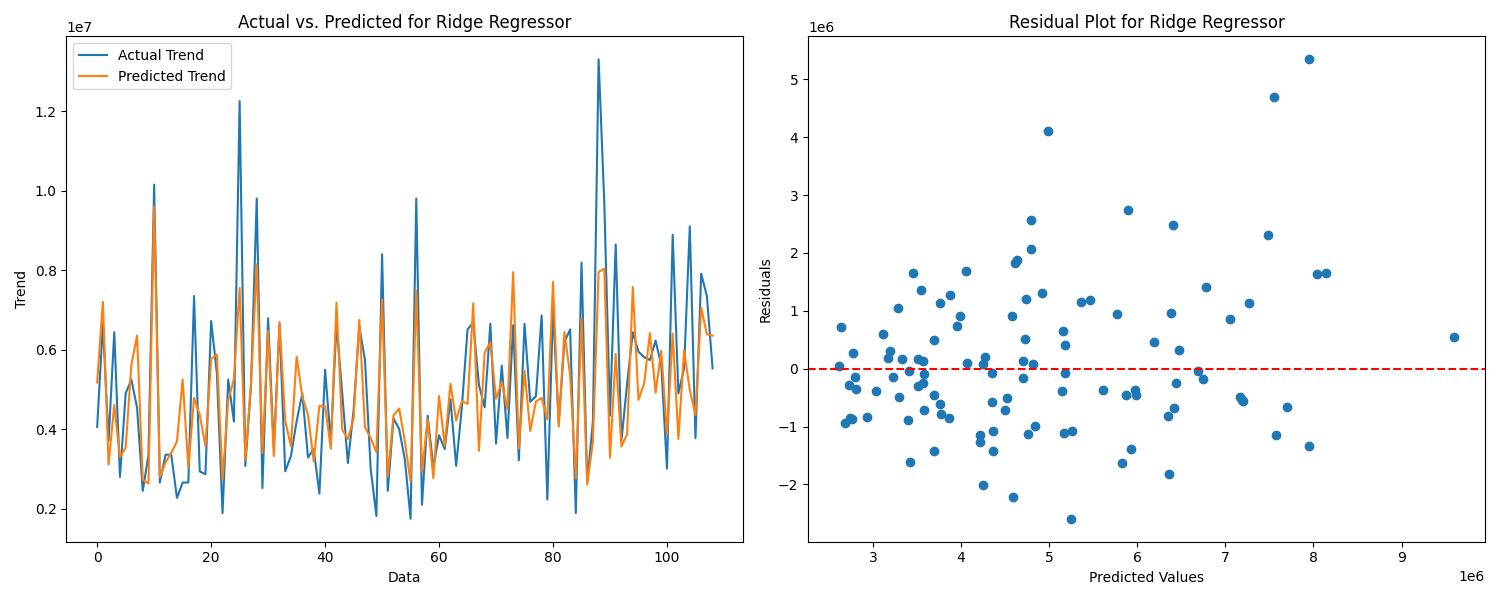 Actual vs. Predicted for Ridge Regressor
1e7
Actual Trend
Predicted Trend
1.2
1.0
0.8
0.6
0.4
0.2
Trend
0 20 40 60 80 100
Data
Residual Plot for Ridge Regressor
1e6
5
4
3
2
1
0
−1
−2
Residuals
3 4 5 6 7 8 9
1e6
Predicted Values